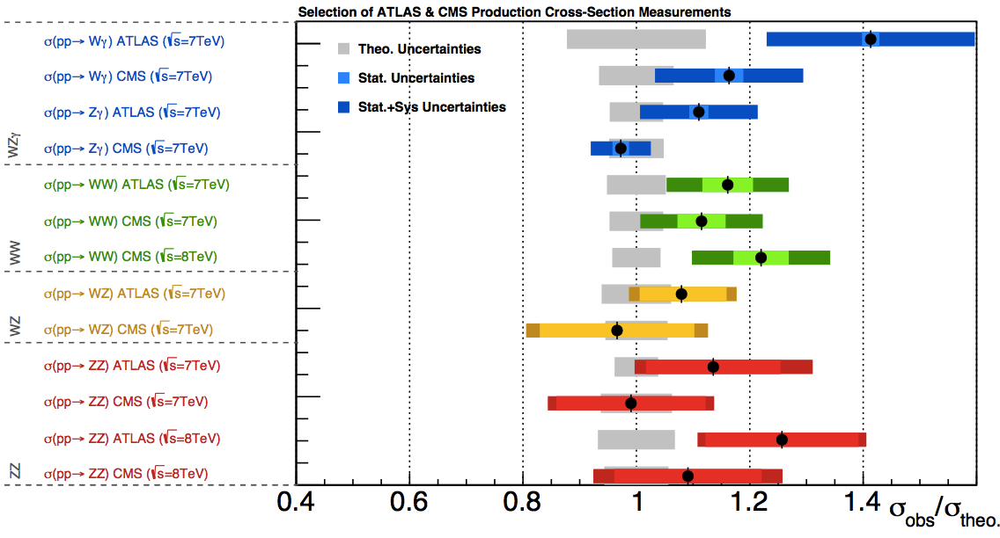 Selection of ATLAS & CMS Production Cross-Section Measurements
Theo. Uncertainties
Stat. Uncertainties
Stat.+Sys Uncertainties
WZγ
σ(pp→ Wγ) ATLAS (√s=7TeV)
σ(pp→ Wγ) CMS (√s=7TeV)
σ(pp→ Zγ) ATLAS (√s=7TeV)
σ(pp→ Zγ) CMS (√s=7TeV)
WW
σ(pp→ WW) ATLAS (√s=7TeV)
σ(pp→ WW) CMS (√s=7TeV)
σ(pp→ WW) CMS (√s=8TeV)
WZ
σ(pp→ WZ) ATLAS (√s=7TeV)
σ(pp→ WZ) CMS (√s=7TeV)
ZZ
σ(pp→ ZZ) ATLAS (√s=7TeV)
σ(pp→ ZZ) CMS (√s=7TeV)
σ(pp→ ZZ) ATLAS (√s=8TeV)
σ(pp→ ZZ) CMS (√s=8TeV)
0.4 0.6 0.8 1 1.2 1.4 σobs/σtheo.